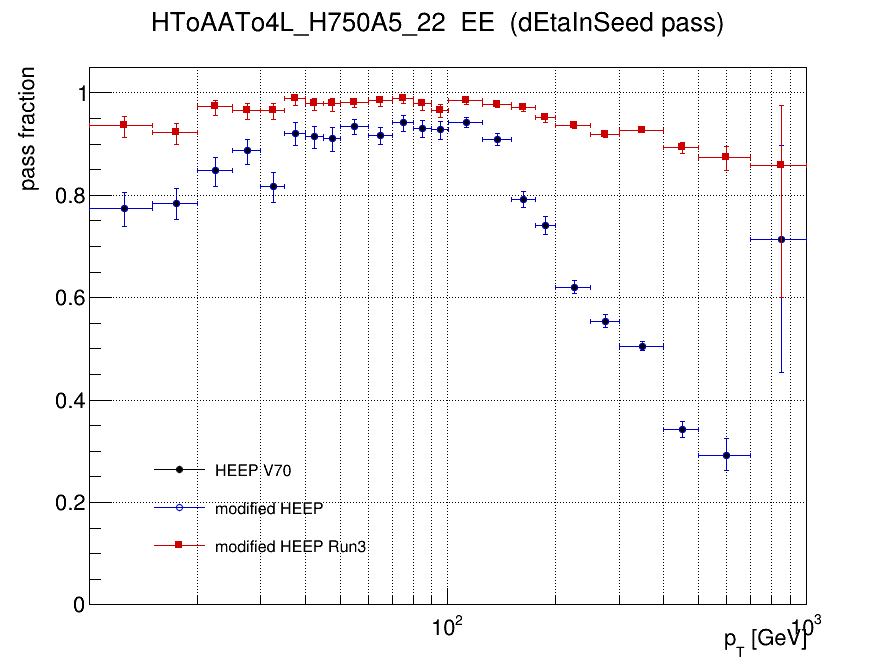 HToAATo4L_H750A5_22 EE (dEtaInSeed pass)
pass fraction
1
0.8
0.6
0.4
0.2
0
HEEP V70
modified HEEP
modified HEEP Run3
10²
10³
p_T [GeV]